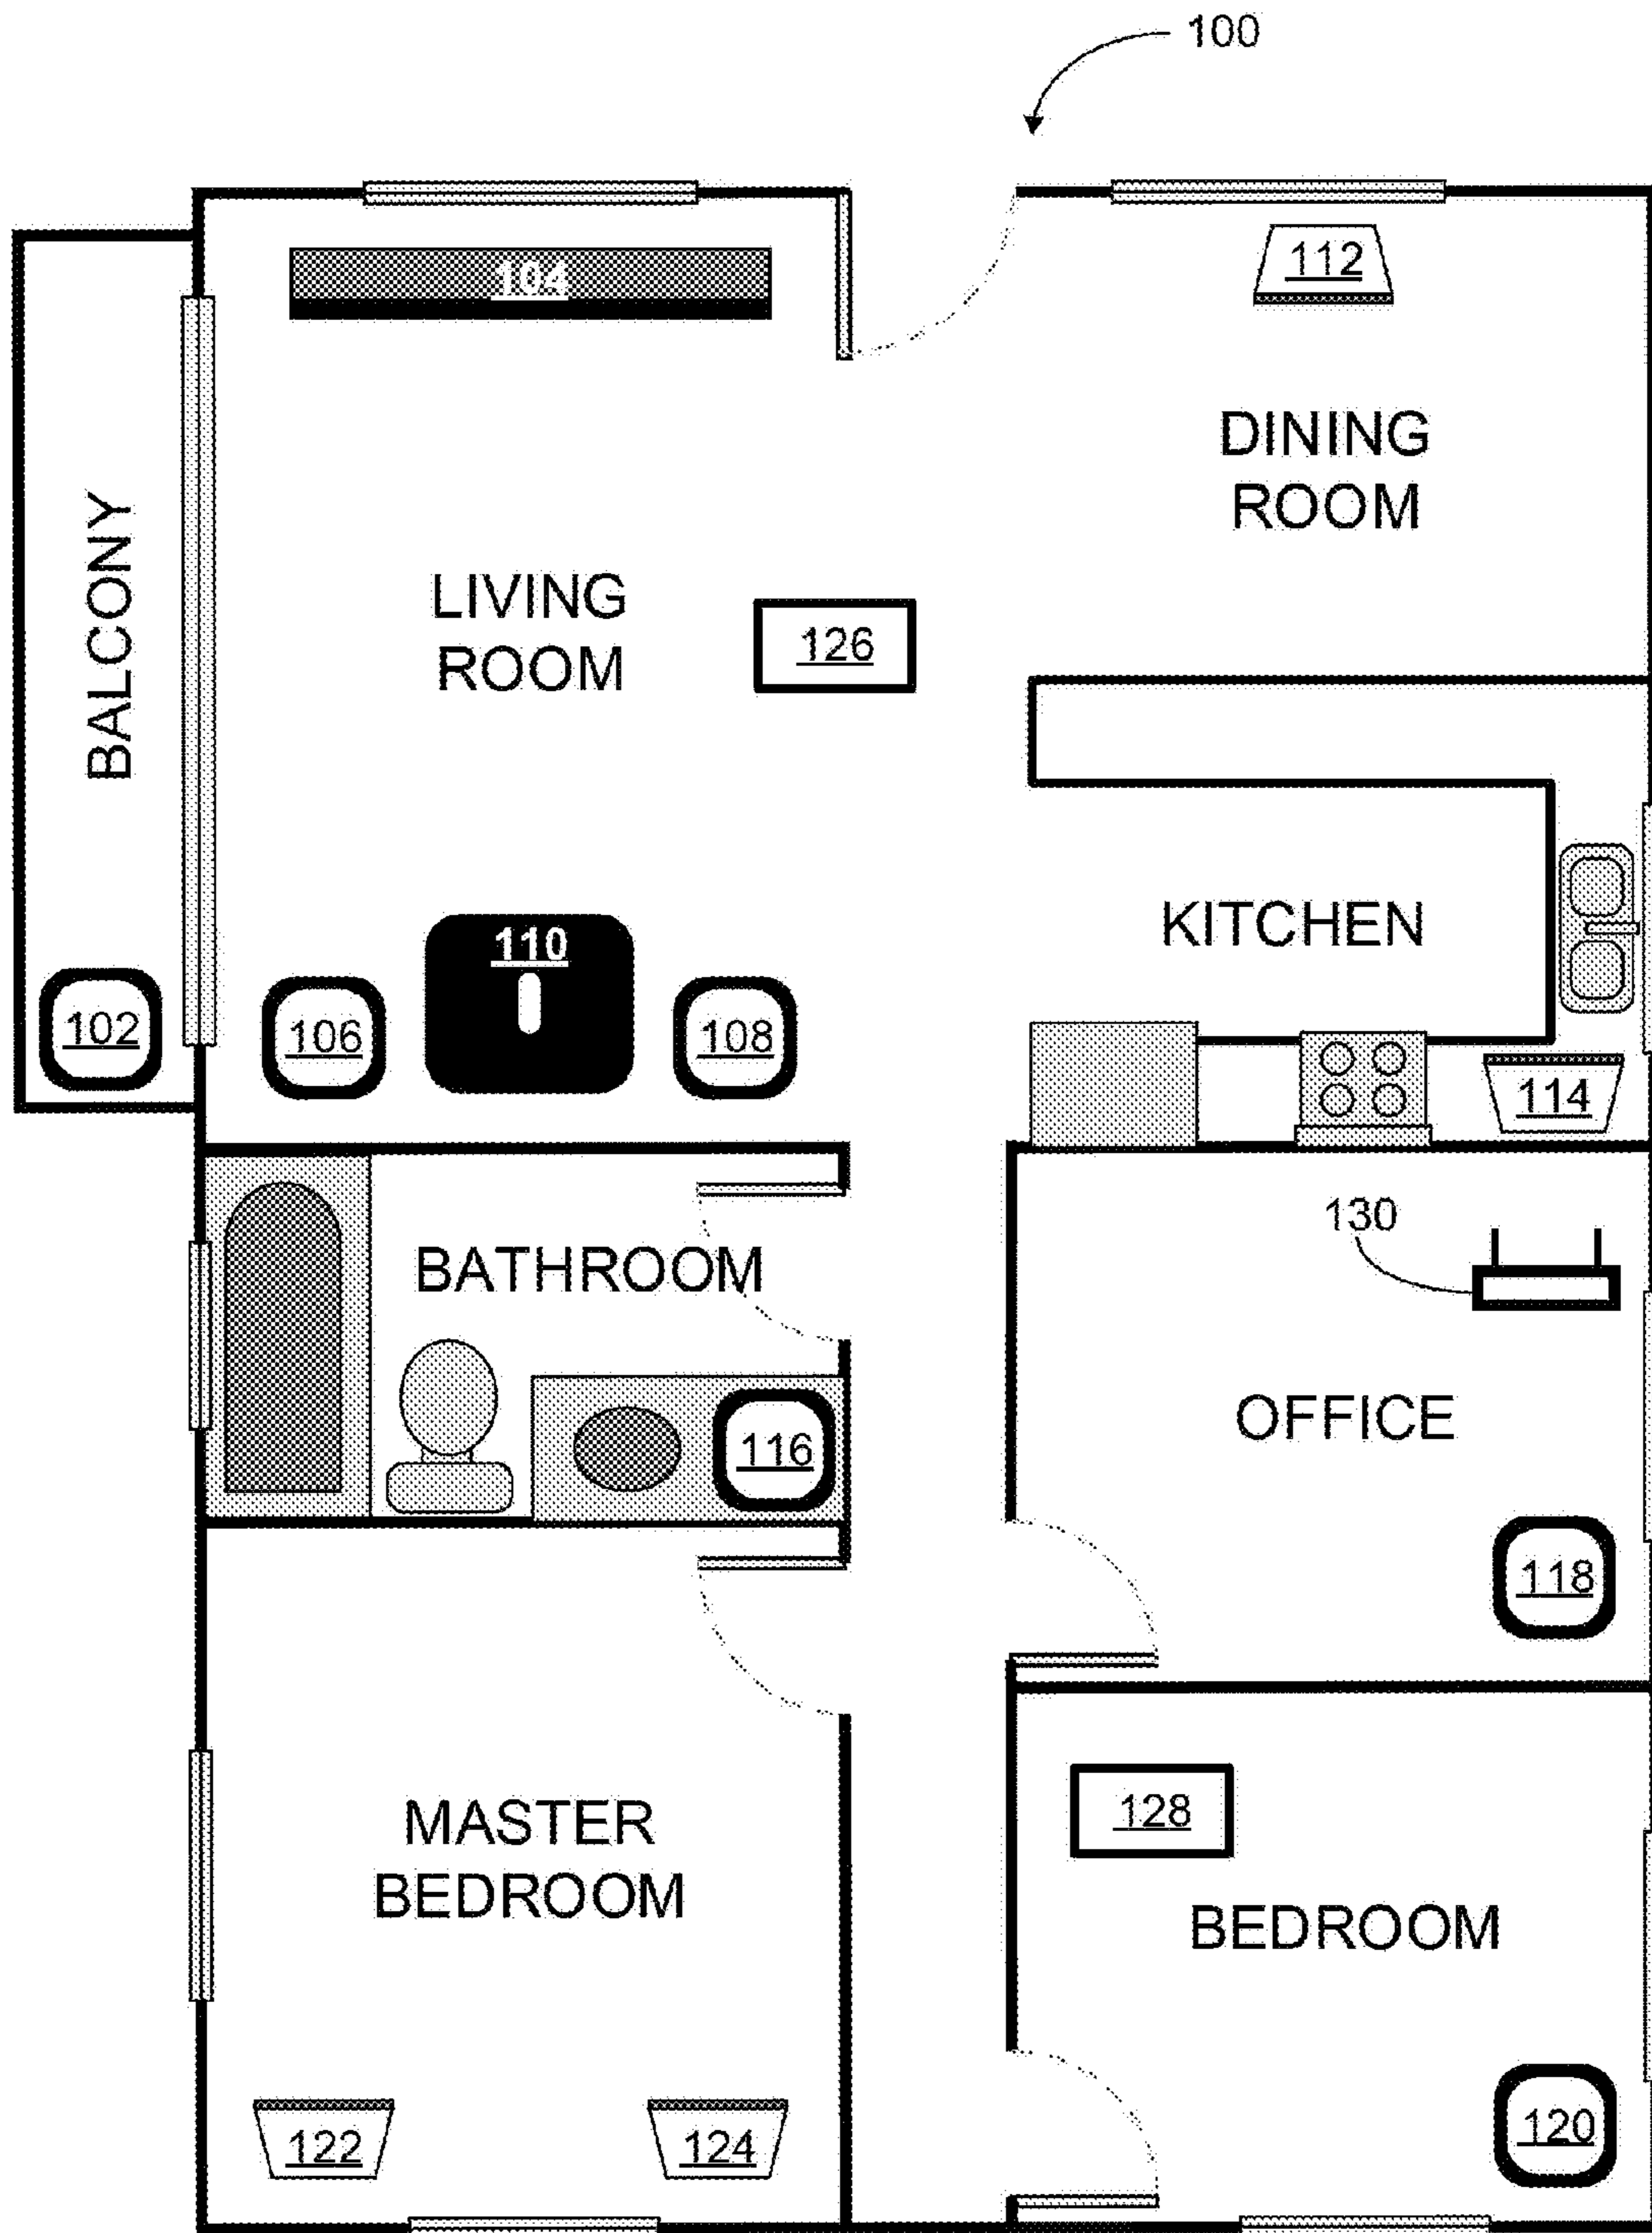 100
104
112
DINING
ROOM
BALCONY
LIVING
ROOM
126
KITCHEN
110
102
106
108
114
130
BATHROOM
OFFICE
116
118
128
MASTER
BEDROOM
BEDROOM
122
124
120